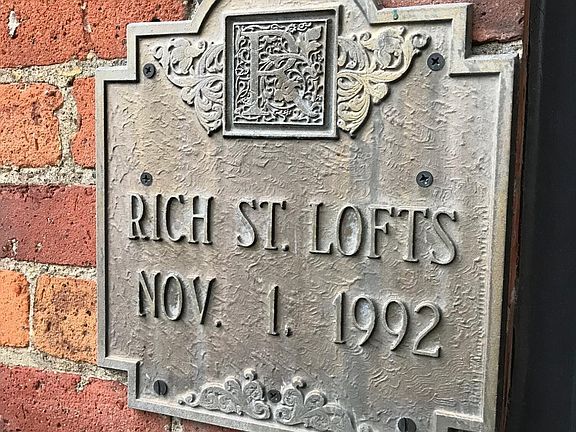 RICH ST. LOFTS
NOV. 1. 1992